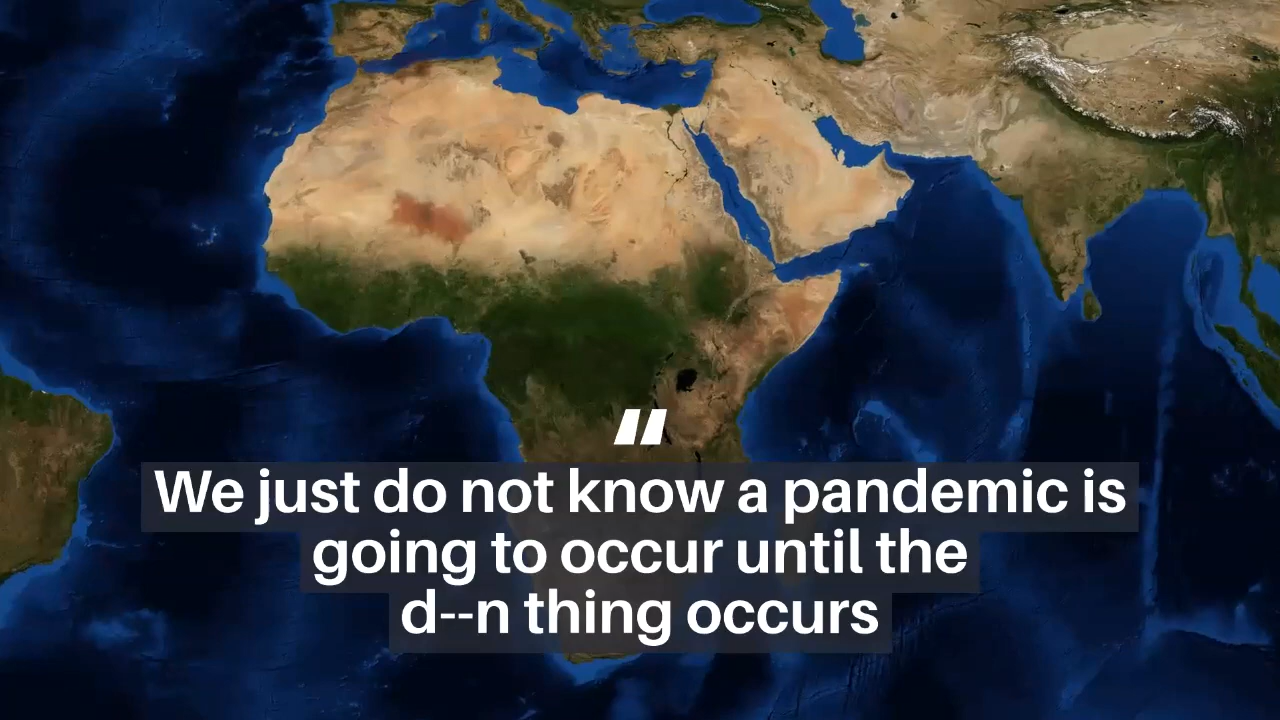 "
We just do not know a pandemic is
going to occur until the
d--n thing occurs